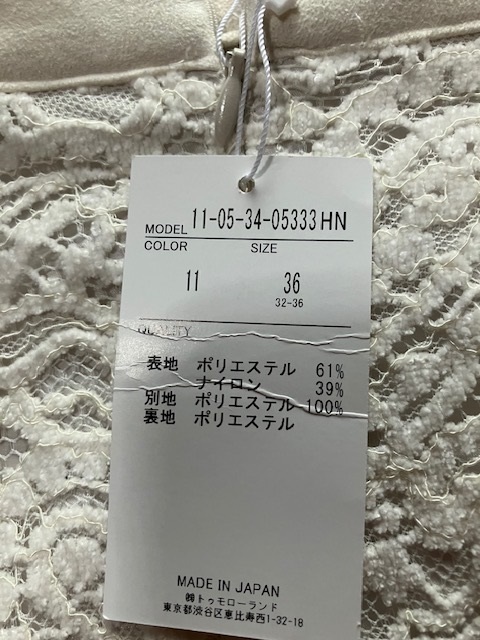 MODEL 11-05-34-05333HN
COLOR SIZE
11 36
32-36
QUALITY
表地 ポリエステル 61%
ナイロン 39%
別地 ポリエステル 100%
裏地 ポリエステル
MADE IN JAPAN
㈱トゥモローランド
東京都渋谷区恵比寿西1-32-18